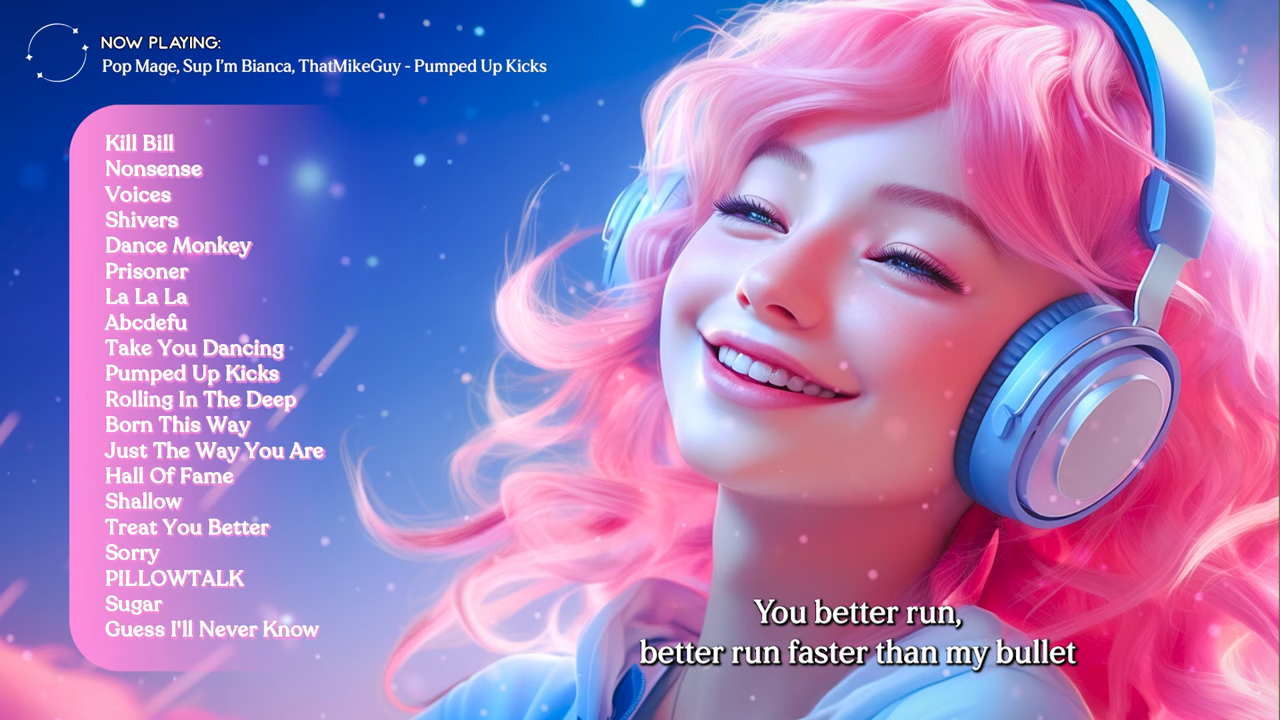 NOW PLAYING:
Pop Mage, Sup I'm Bianca, ThatMikeGuy - Pumped Up Kicks
Kill Bill
Nonsense
Voices
Shivers
Dance Monkey
Prisoner
La La La
Abcdefu
Take You Dancing
Pumped Up Kicks
Rolling In The Deep
Born This Way
Just The Way You Are
Hall Of Fame
Shallow
Treat You Better
Sorry
PILLOWTALK
Sugar
Guess I'll Never Know
You better run,
better run faster than my bullet